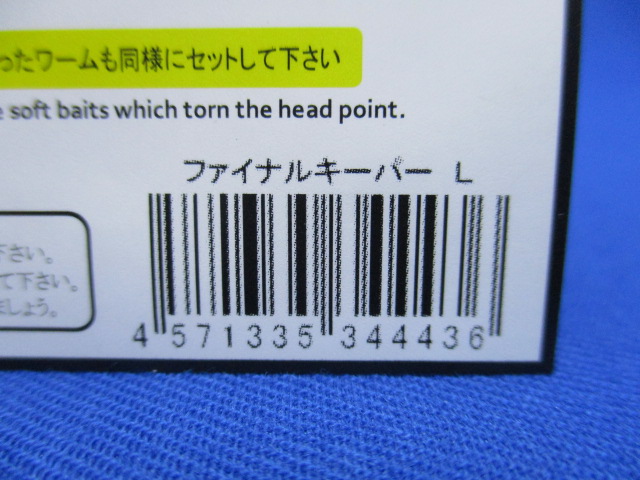 ったワームも同様にセットして下さい
soft baits which torn the head point.
ファイナルキーパー L
下さい。
て下さい。
ましょう。
4 571335 344436